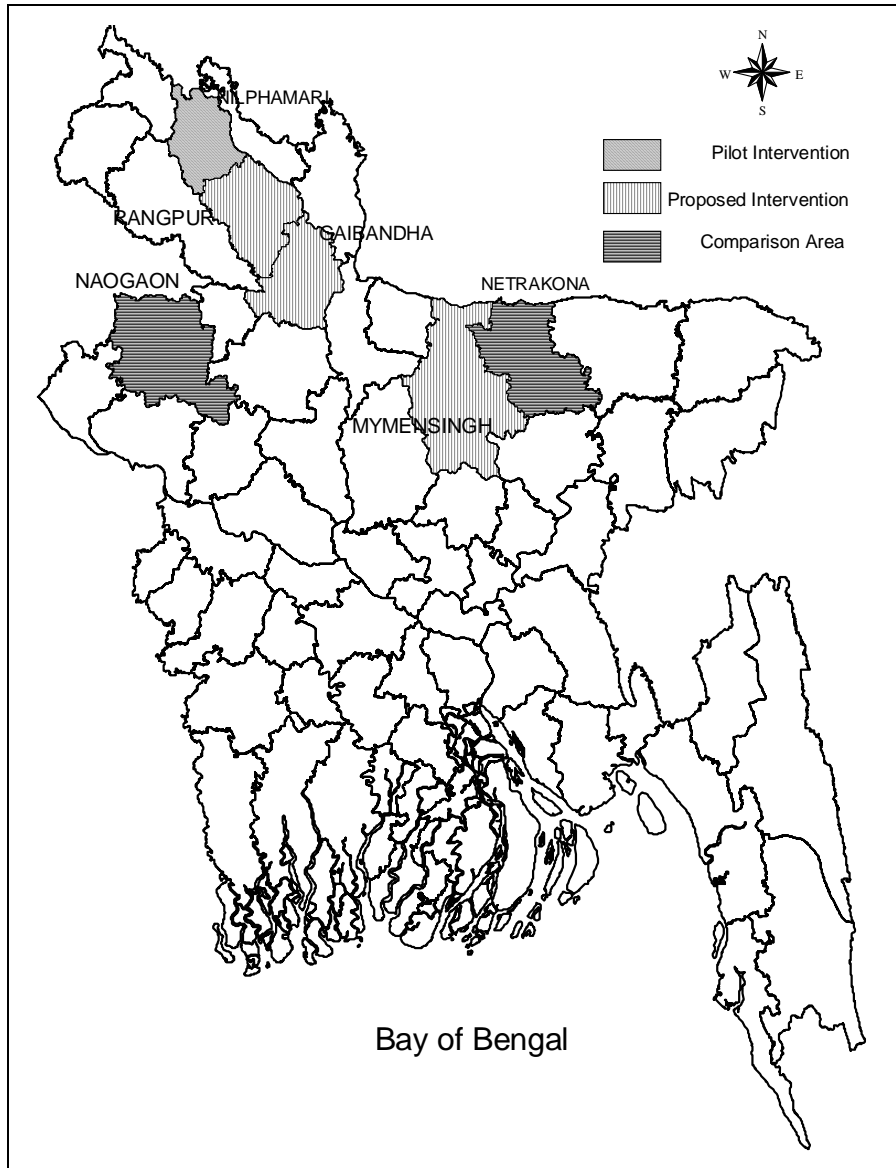 N
W E
S
NILPHAMARI
Pilot Intervention
Proposed Intervention
RANGPUR
GAIBANDHA
Comparison Area
NAOGAON
NETRAKONA
MYMENSINGH
Bay of Bengal